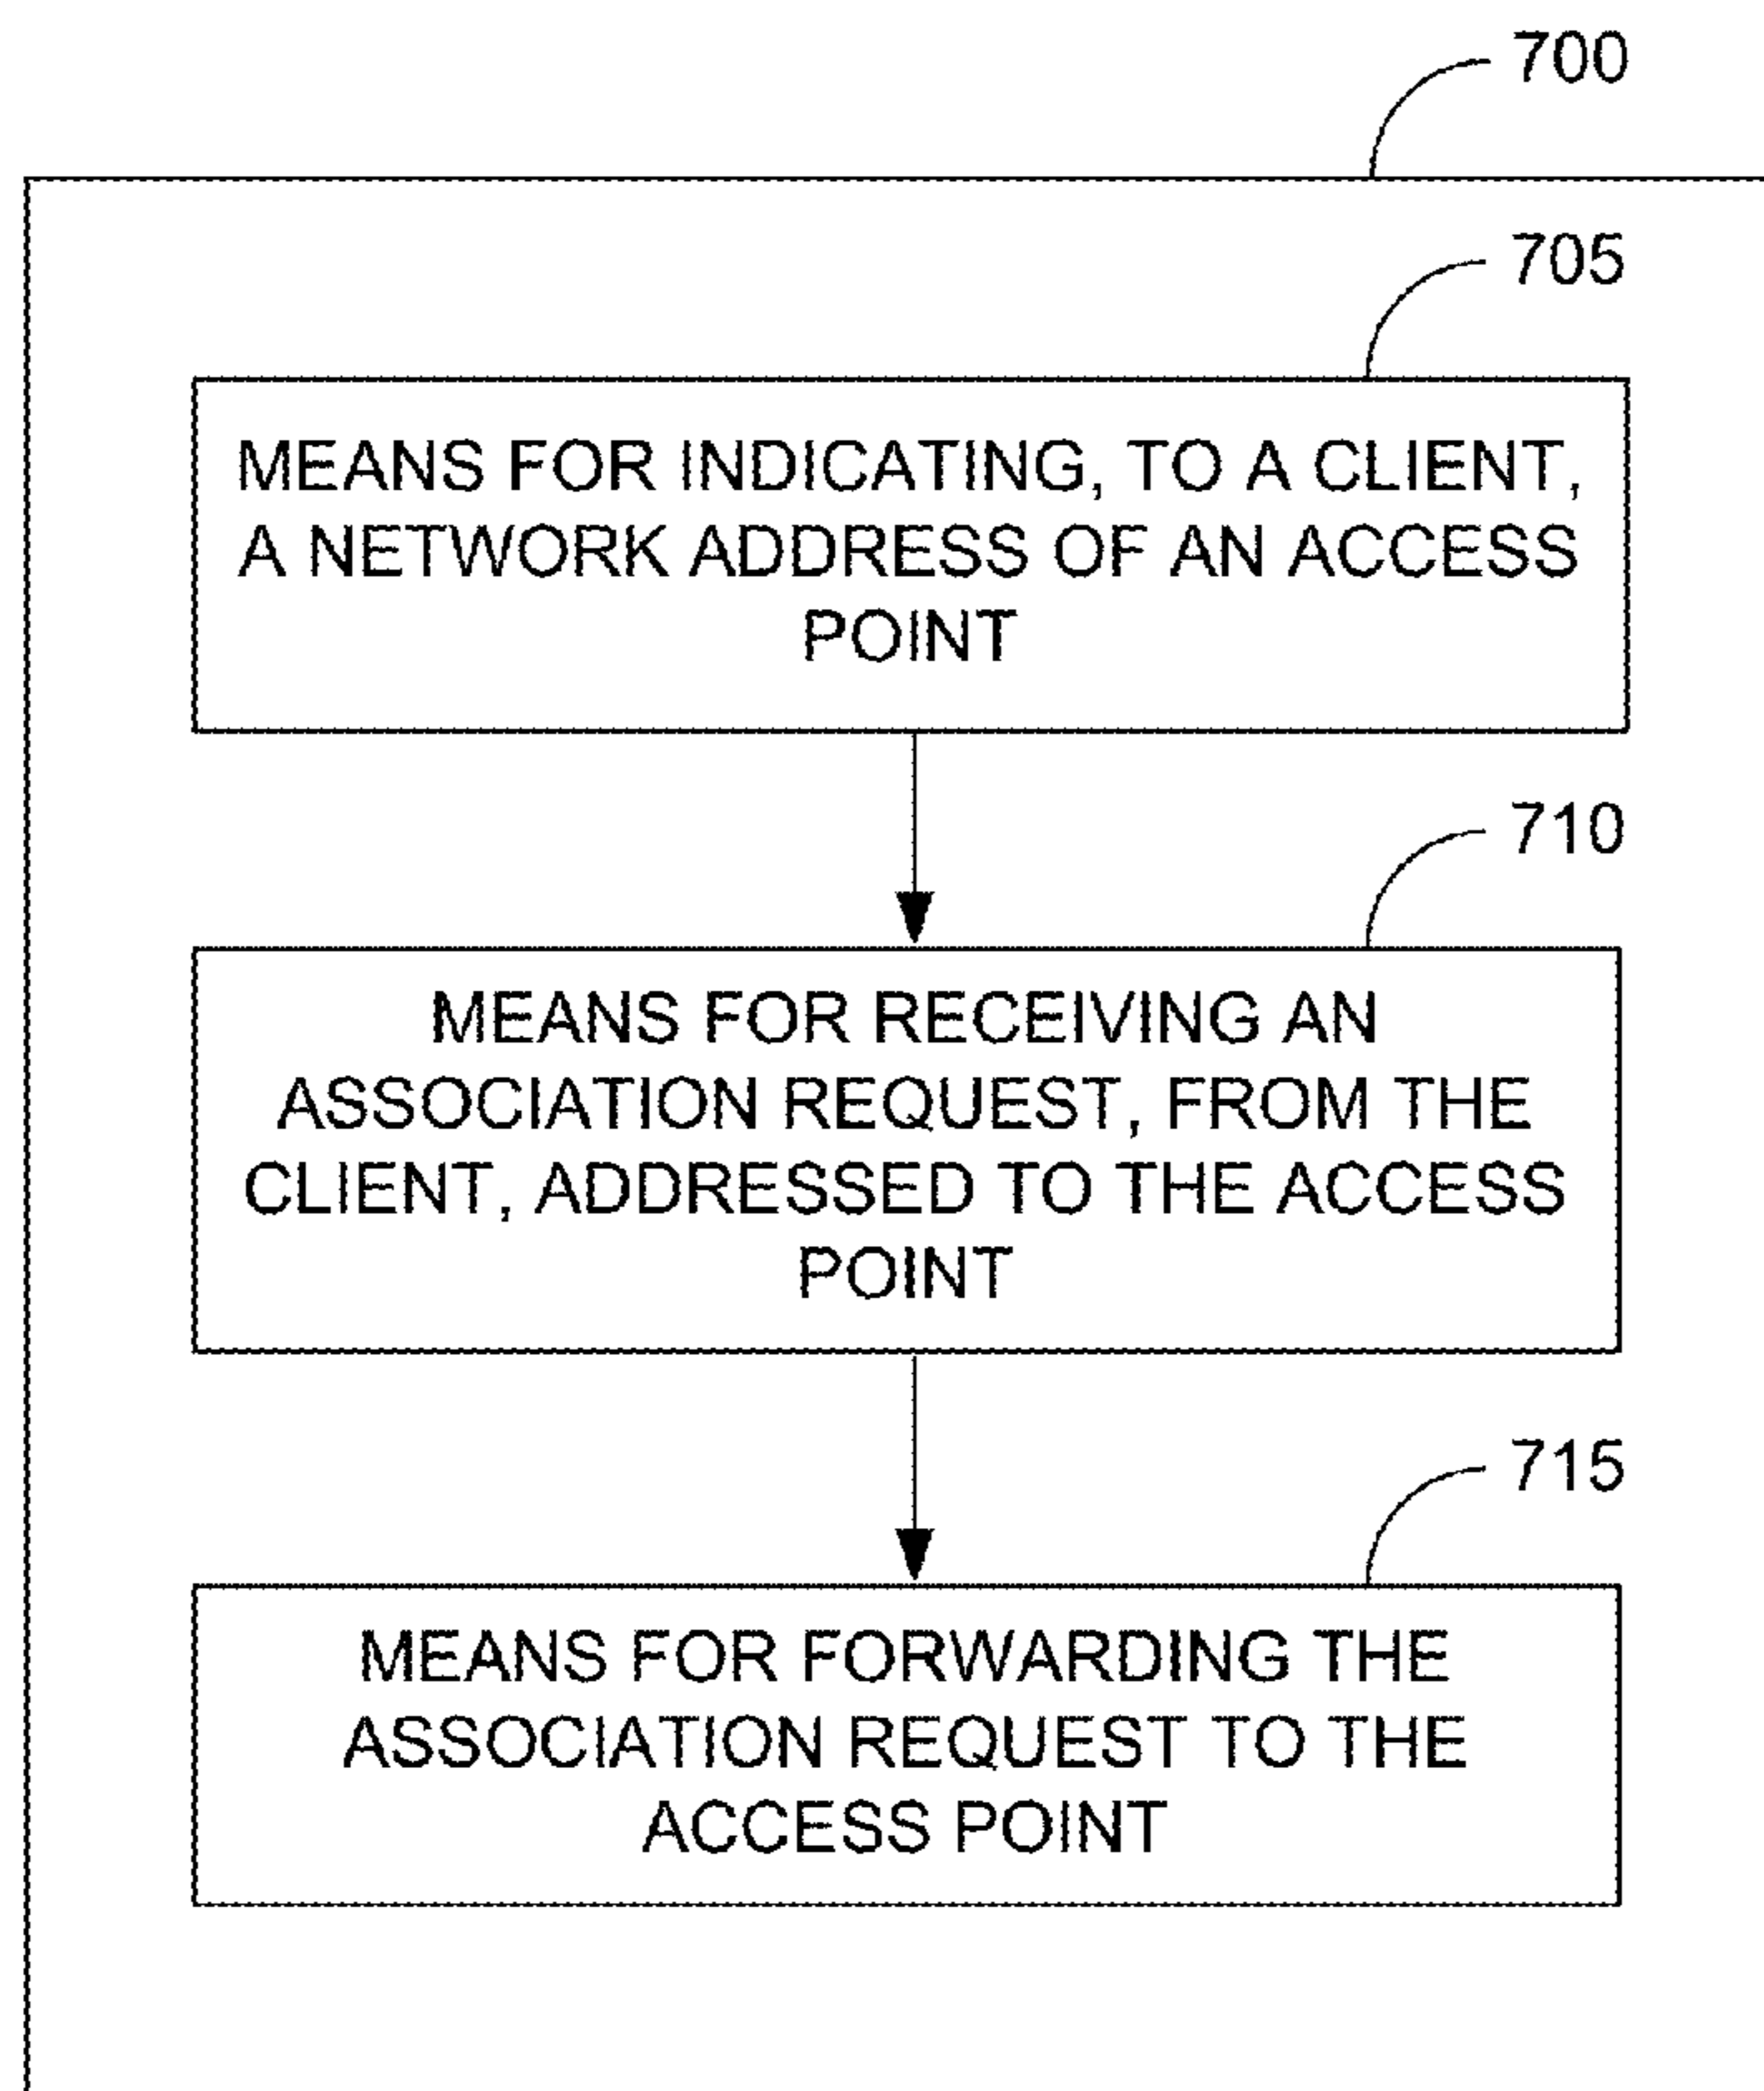 700
705
MEANS FOR INDICATING, TO A CLIENT,
A NETWORK ADDRESS OF AN ACCESS
POINT
710
MEANS FOR RECEIVING AN
ASSOCIATION REQUEST, FROM THE
CLIENT, ADDRESSED TO THE ACCESS
POINT
715
MEANS FOR FORWARDING THE
ASSOCIATION REQUEST TO THE
ACCESS POINT